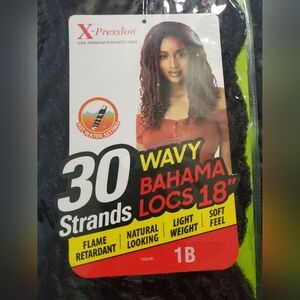 X-Pression®
100% PREMIUM SYNTHETIC FIBER
HOT WATER SETTING
30
Strands
WAVY
BAHAMA
LOCS 18"
FLAME
RETARDANT
NATURAL
LOOKING
LIGHT
WEIGHT
SOFT
FEEL
COLOR
1B